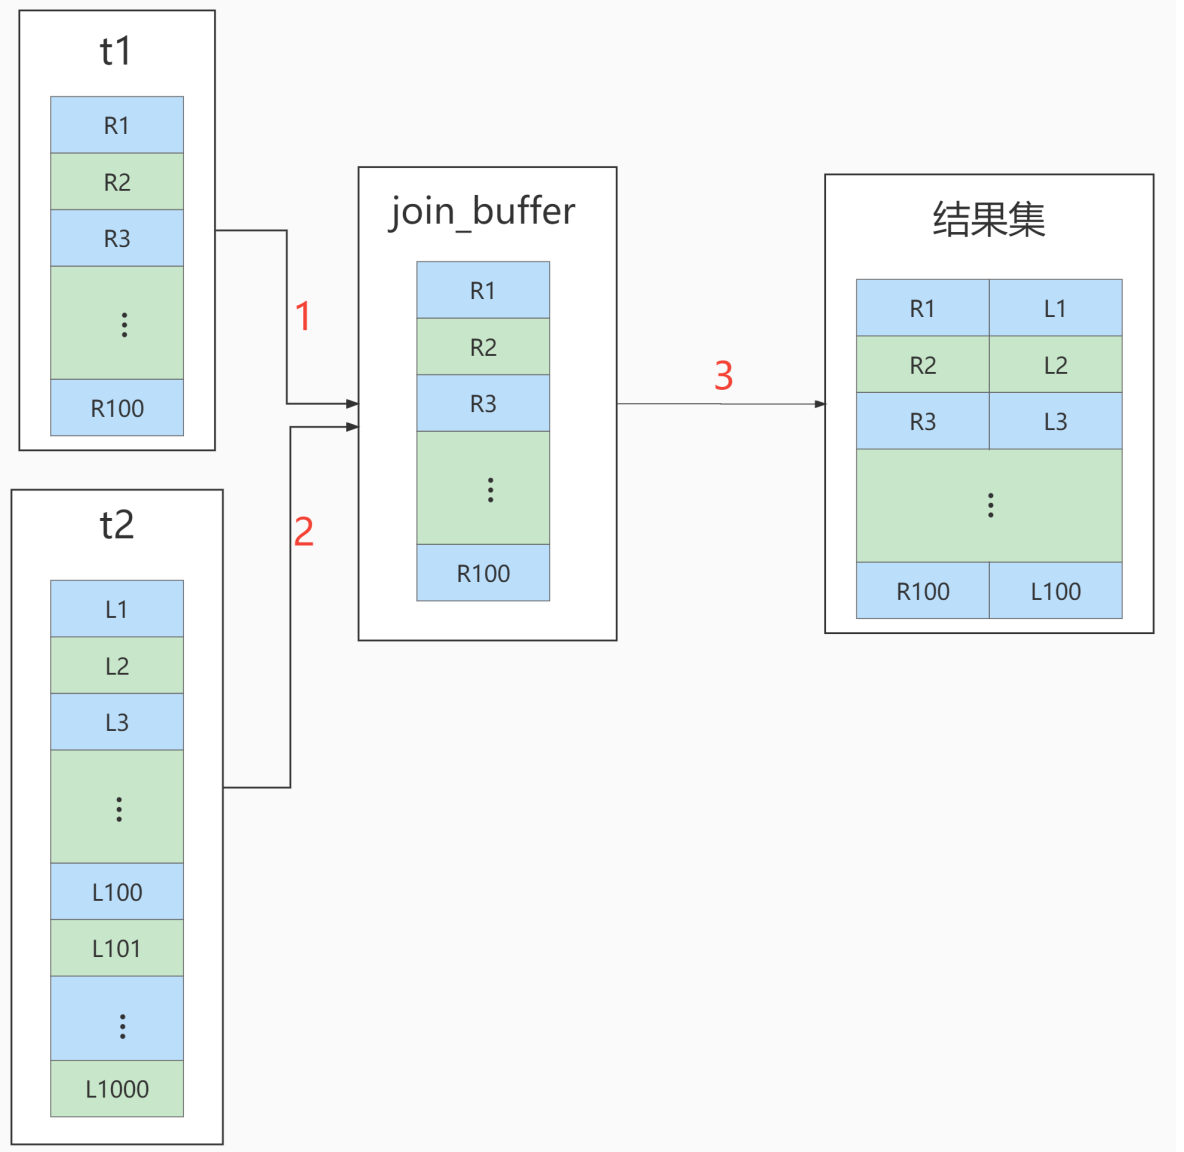 t1
R1
R2
R3
⋮
R100
t2
L1
L2
L3
⋮
L100
L101
⋮
L1000
1
2
join_buffer
R1
R2
R3
⋮
R100
3
结果集
R1 L1
R2 L2
R3 L3
⋮
R100 L100